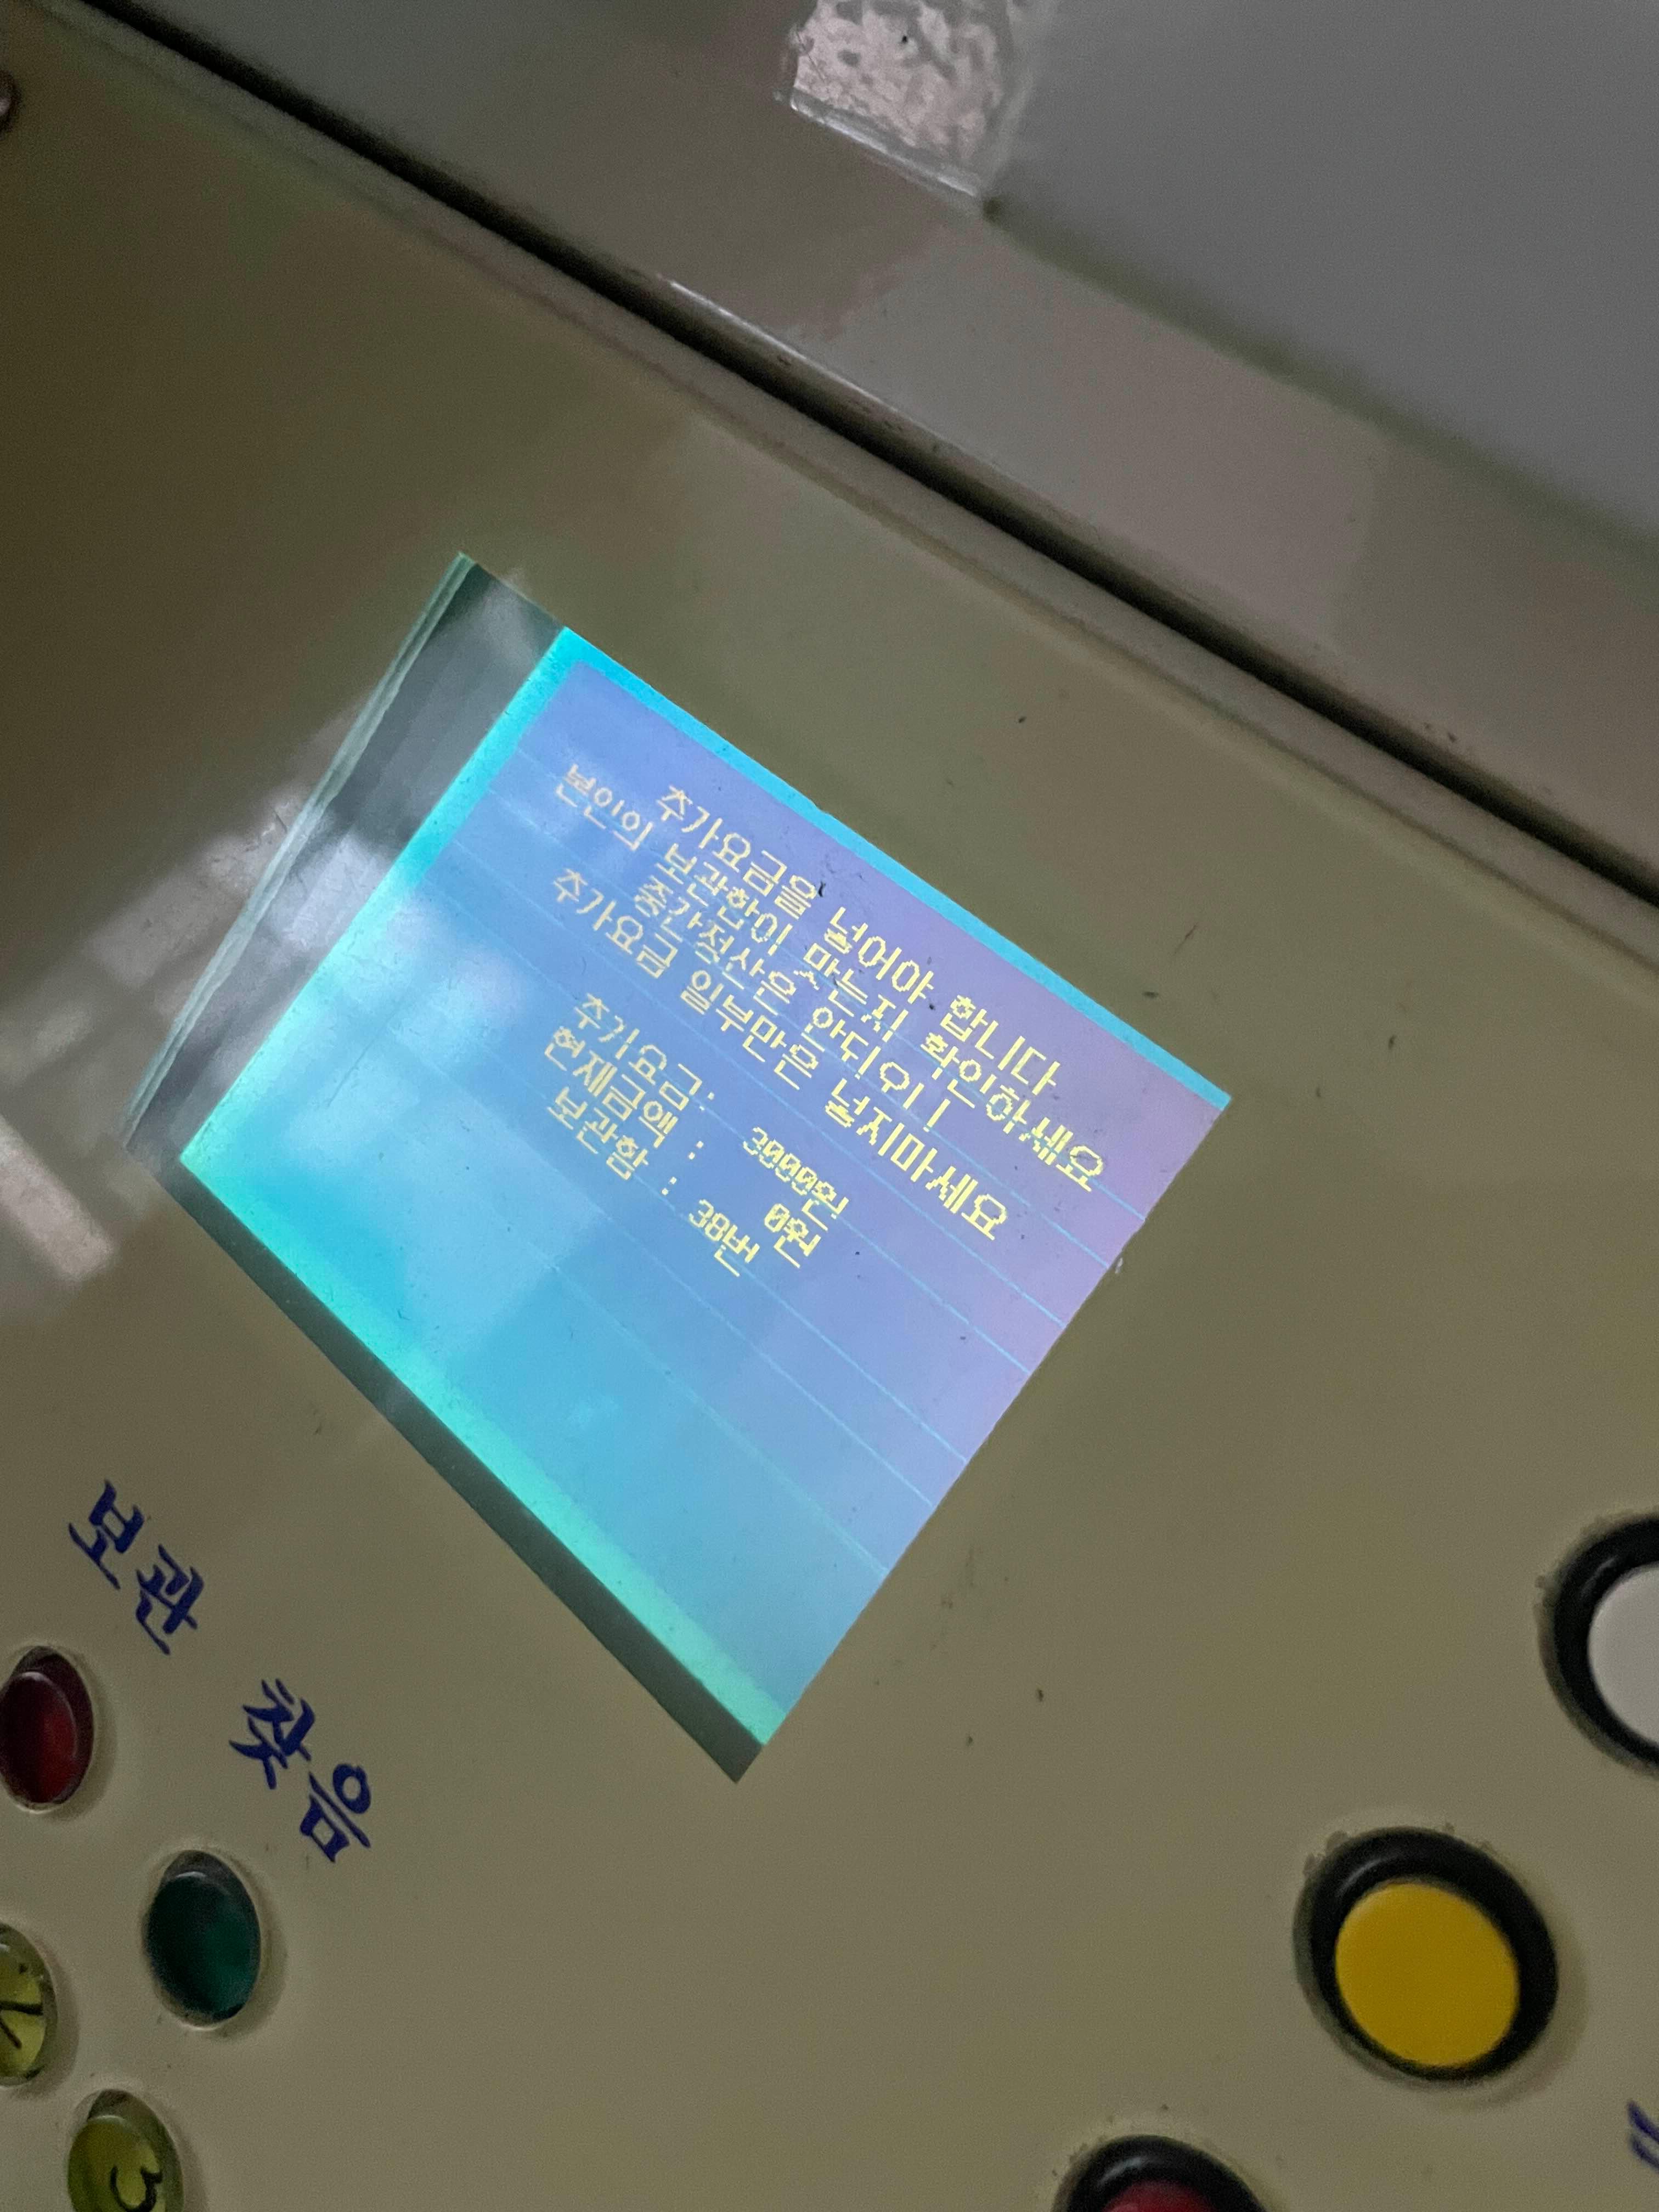 추가요금을 넣어야 합니다
본인의 보관함이 맞는지 확인하세요
중간정산은 안되오니
추가요금 일부만은 넣지마세요
추가요금: 3000원
현재금액 : 0원
보관함 : 38번
보관
찾음
3